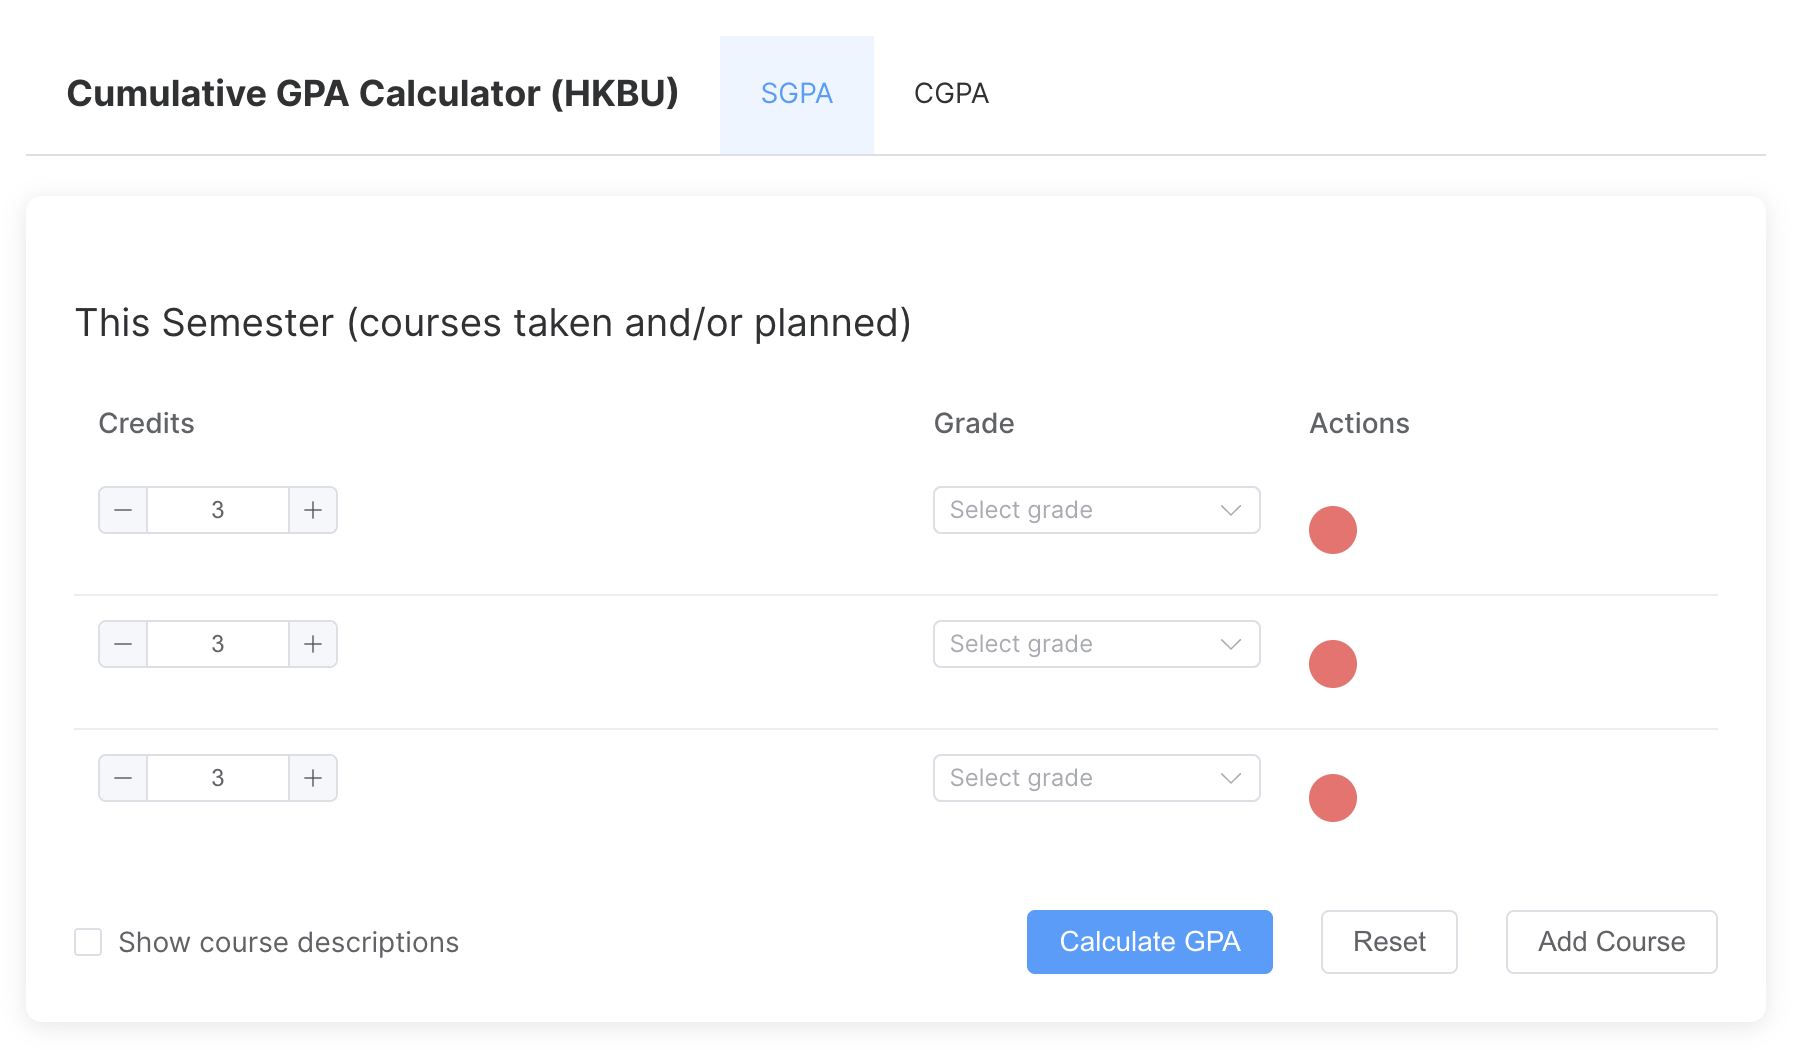 Cumulative GPA Calculator (HKBU) SGPA CGPA
This Semester (courses taken and/or planned)
Credits Grade Actions
3 Select grade
3 Select grade
3 Select grade
Show course descriptions Calculate GPA Reset Add Course